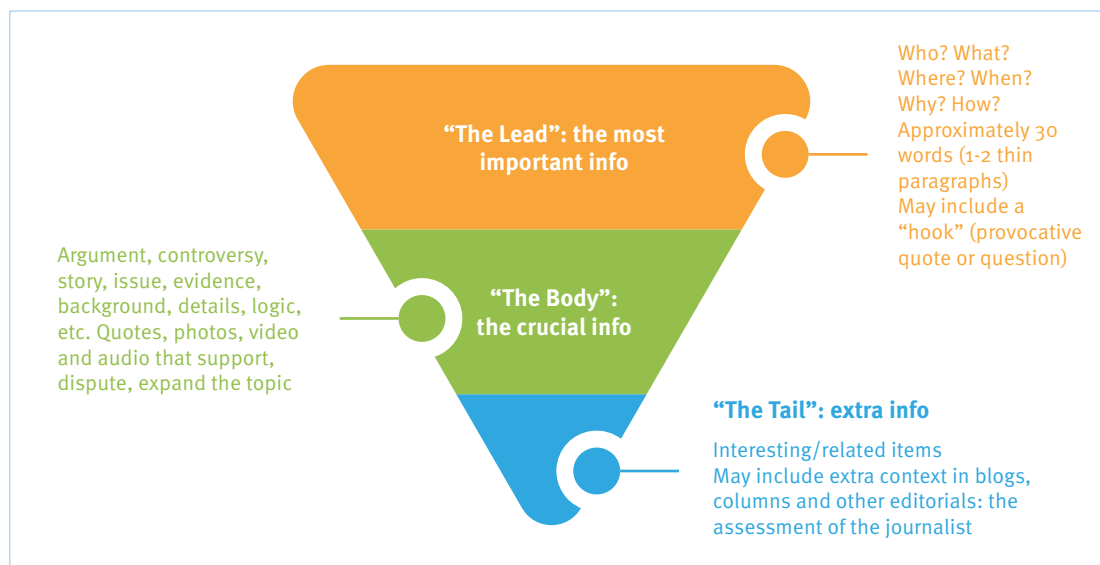 “The Lead”: the most
important info
Who? What?
Where? When?
Why? How?
Approximately 30
words (1-2 thin
paragraphs)
May include a
“hook” (provocative
quote or question)
Argument, controversy,
story, issue, evidence,
background, details, logic,
etc. Quotes, photos, video
and audio that support,
dispute, expand the topic
“The Body”:
the crucial info
“The Tail”: extra info
Interesting/related items
May include extra context in blogs,
columns and other editorials: the
assessment of the journalist